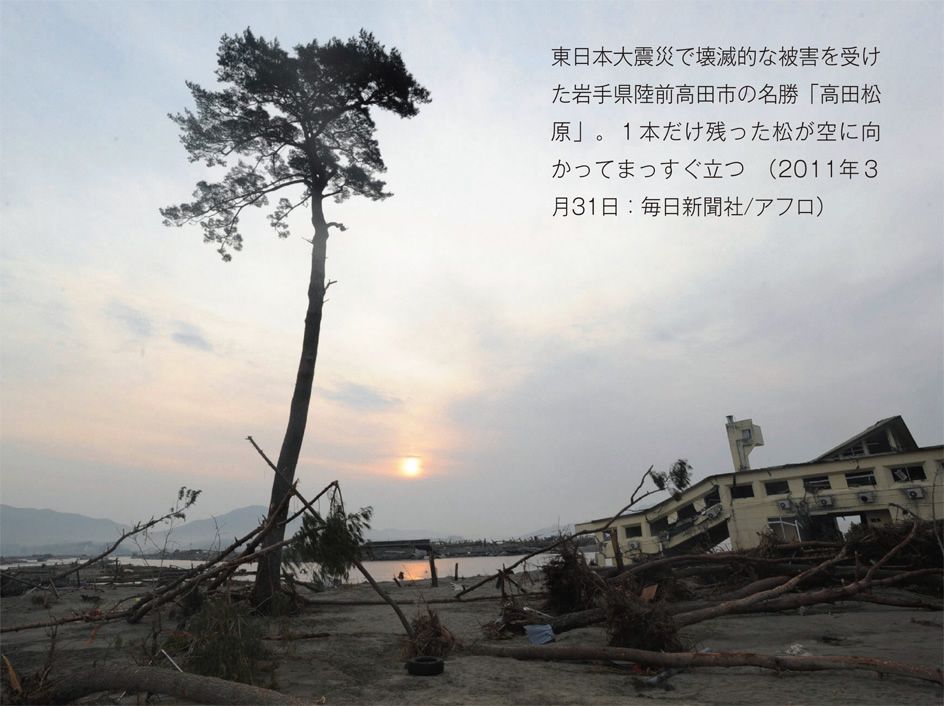 東日本大震災で壊滅的な被害を受け
た岩手県陸前高田市の名勝「高田松
原」。１本だけ残った松が空に向
かってまっすぐ立つ　（2011年３
月31日：毎日新聞社/アフロ）